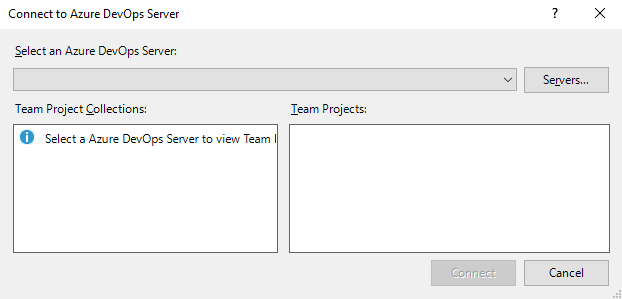 Connect to Azure DevOps Server
Select an Azure DevOps Server:
Servers...
Team Project Collections:
Team Projects:
Select a Azure DevOps Server to view Team
Connect
Cancel